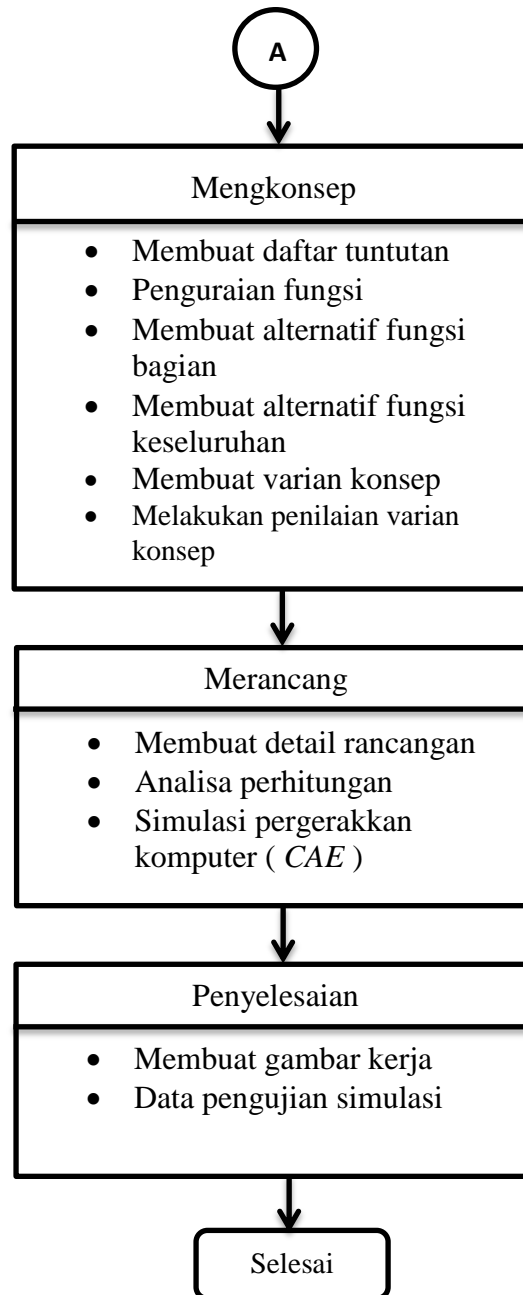 A
Mengkonsep
• Membuat daftar tuntutan
• Penguraian fungsi
• Membuat alternatif fungsi
bagian
• Membuat alternatif fungsi
keseluruhan
• Membuat varian konsep
• Melakukan penilaian varian
konsep
Merancang
• Membuat detail rancangan
• Analisa perhitungan
• Simulasi pergerakkan
komputer ( CAE )
Penyelesaian
• Membuat gambar kerja
• Data pengujian simulasi
Selesai